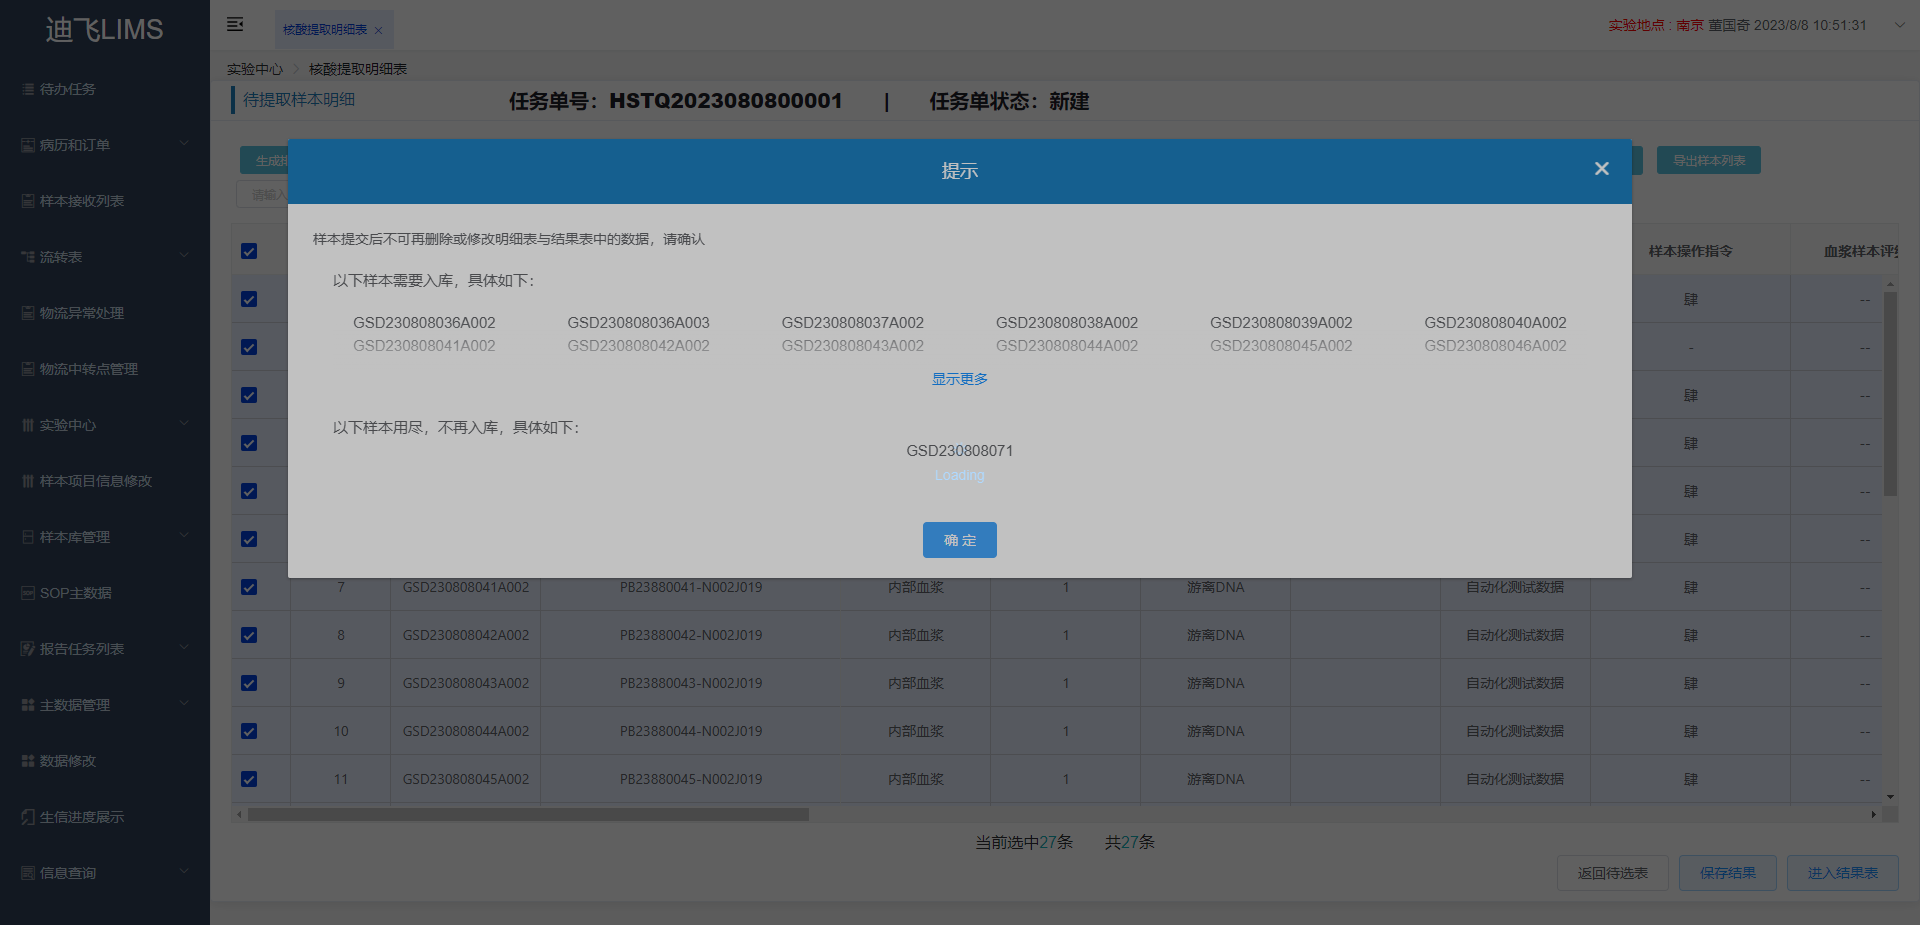 迪飞LIMS
待办任务
病历和订单
样本接收列表
流转表
物流异常处理
物流中转点管理
实验中心
样本项目信息修改
样本库管理
SOP主数据
报告任务列表
主数据管理
数据修改
生信进度展示
信息查询
核酸提取明细表
实验地点 : 南京 董国奇 2023/8/8 10:51:31
实验中心 > 核酸提取明细表
待提取样本明细 任务单号：HSTQ2023080800001 | 任务单状态：新建
生成排
导出样本列表
请输入
提示
样本提交后不可再删除或修改明细表与结果表中的数据，请确认
以下样本需要入库，具体如下：
GSD230808036A002 GSD230808036A003 GSD230808037A002 GSD230808038A002 GSD230808039A002 GSD230808040A002
GSD230808041A002 GSD230808042A002 GSD230808043A002 GSD230808044A002 GSD230808045A002 GSD230808046A002
显示更多
以下样本用尽，不再入库，具体如下：
GSD230808071
Loading
确 定
样本操作指令 血浆样本评
肆 --
- --
肆 --
肆 --
肆 --
肆 --
7 GSD230808041A002 PB23880041-N002J019 内部血浆 1 游离DNA 自动化测试数据 肆 --
8 GSD230808042A002 PB23880042-N002J019 内部血浆 1 游离DNA 自动化测试数据 肆 --
9 GSD230808043A002 PB23880043-N002J019 内部血浆 1 游离DNA 自动化测试数据 肆 --
10 GSD230808044A002 PB23880044-N002J019 内部血浆 1 游离DNA 自动化测试数据 肆 --
11 GSD230808045A002 PB23880045-N002J019 内部血浆 1 游离DNA 自动化测试数据 肆 --
当前选中27条 共27条
返回待选表 保存结果 进入结果表